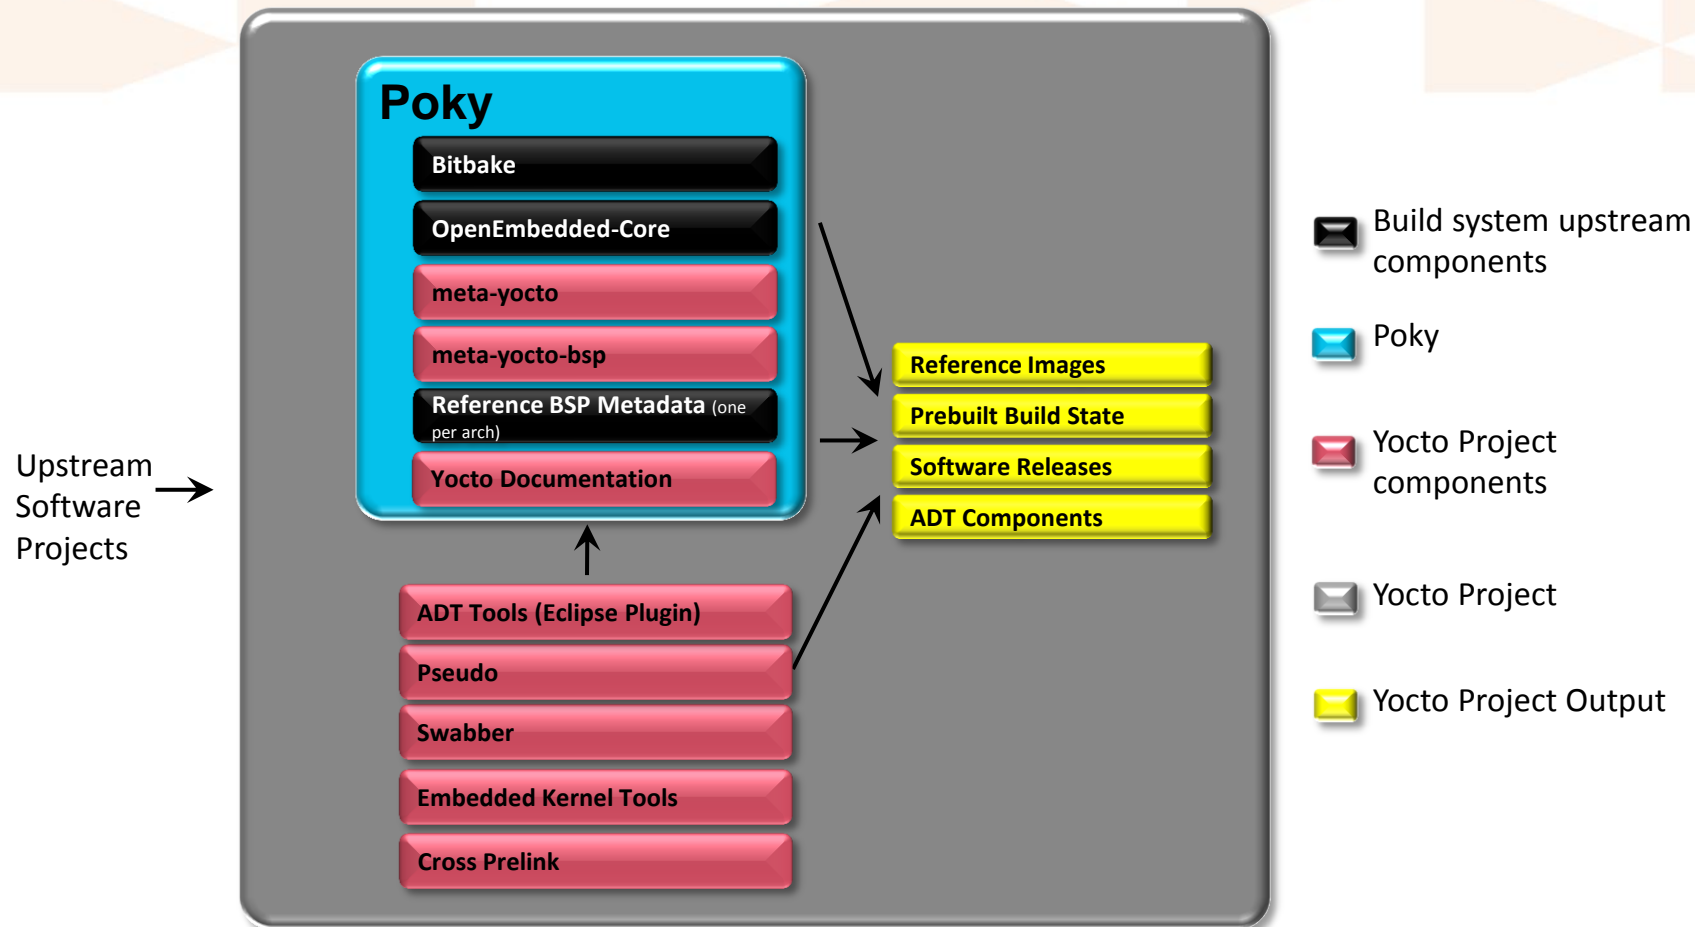 Poky
Bitbake
OpenEmbedded-Core
meta-yocto
meta-yocto-bsp
Reference BSP Metadata (one
per arch)
Yocto Documentation
Upstream
Software
Projects
ADT Tools (Eclipse Plugin)
Pseudo
Swabber
Embedded Kernel Tools
Cross Prelink
Reference Images
Prebuilt Build State
Software Releases
ADT Components
Build system upstream
components
Poky
Yocto Project
components
Yocto Project
Yocto Project Output